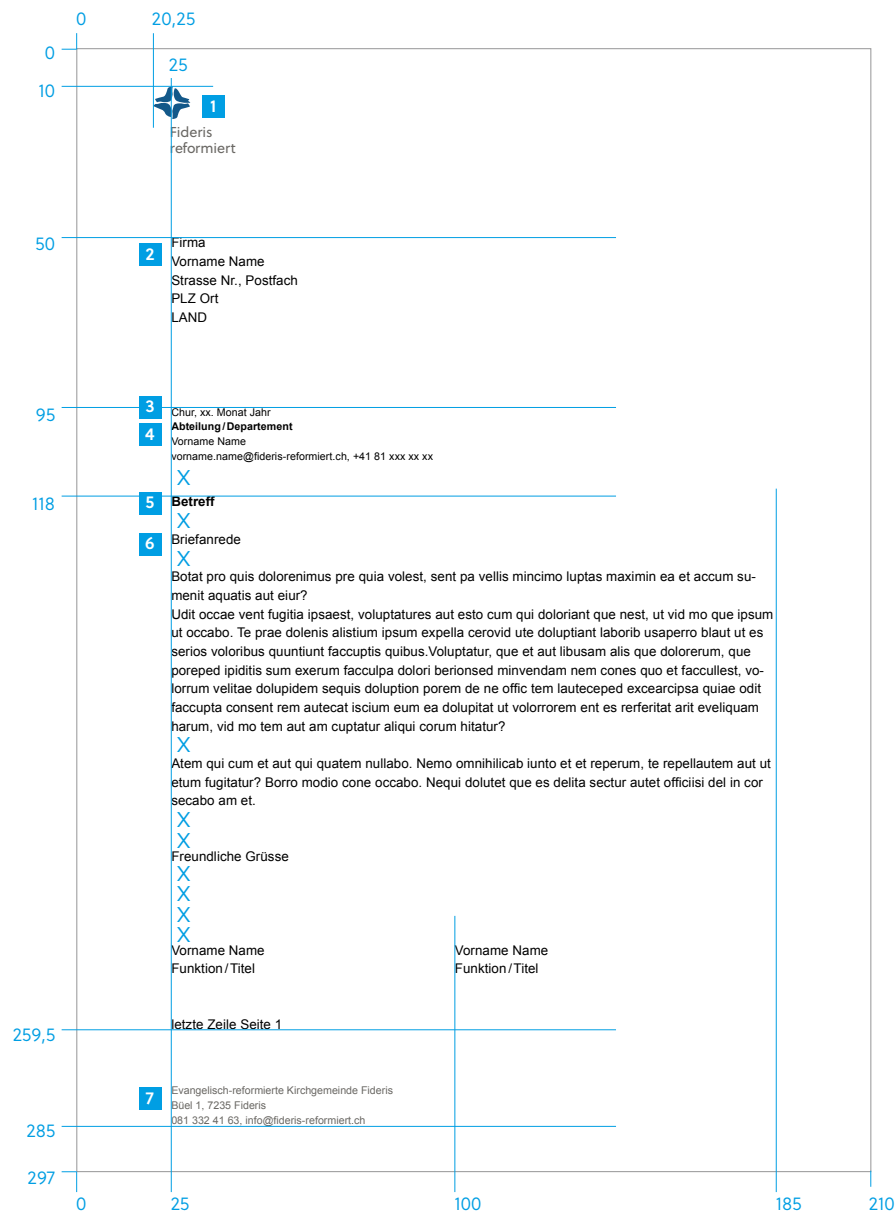 0
20,25
0
25
10
1
Fideris
reformiert
50
2
Firma
Vorname Name
Strasse Nr., Postfach
PLZ Ort
LAND
95
3
Chur, xx. Monat Jahr
4
Abteilung/Departement
Vorname Name
vorname.name@fideris-reformiert.ch, +41 81 xxx xx xx
X
118
5
Betreff
X
6
Briefanrede
X
Botat pro quis dolorenimus pre quia volest, sent pa vellis mincimo luptas maximin ea et accum su-
menit aquatis aut eiur?
Udit occae vent fugitia ipsaest, voluptatures aut esto cum qui doloriant que nest, ut vid mo que ipsum
ut occabo. Te prae dolenis alistium ipsum expella cerovid ute doluptiant laborib usaperro blaut ut es
serios voloribus quuntiunt faccuptis quibus.Voluptatur, que et aut libusam alis que dolorerum, que
poreped ipiditis sum exerum facculpa dolori berionsed minvendam nem cones quo et faccullest, vo-
lorrum velitae dolupidem sequis doluption porem de ne offic tem lauteceped excearcipsa quiae odit
faccupta consent rem autecat iscium eum ea dolupitat ut volorrorem ent es rerferitat arit eveliquam
harum, vid mo tem aut am cuptatur aliqui corum hitatur?
X
Atem qui cum et aut qui quatem nullabo. Nemo omnihilicab iunto et et reperum, te repellautem aut ut
etum fugitatur? Borro modio cone occabo. Nequi dolutet que es delita sectur autet officiisi del in cor
secabo am et.
X
X
Freundliche Grüsse
X
X
X
X
Vorname Name
Funktion/Titel
Vorname Name
Funktion/Titel
letzte Zeile Seite 1
259,5
7
Evangelisch-reformierte Kirchgemeinde Fideris
Büel 1, 7235 Fideris
081 332 41 63, info@fideris-reformiert.ch
285
297
0
25
100
185
210